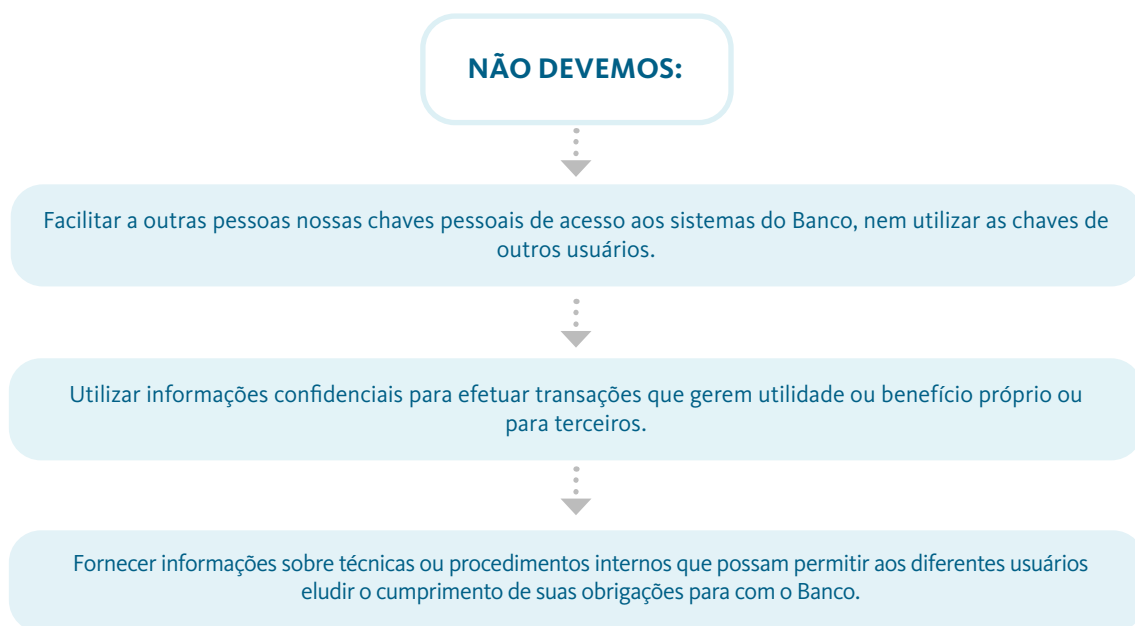 NÃO DEVEMOS:
Facilitar a outras pessoas nossas chaves pessoais de acesso aos sistemas do Banco, nem utilizar as chaves de
outros usuários.
Utilizar informações confidenciais para efetuar transações que gerem utilidade ou benefício próprio ou
para terceiros.
Fornecer informações sobre técnicas ou procedimentos internos que possam permitir aos diferentes usuários
eludir o cumprimento de suas obrigações para com o Banco.